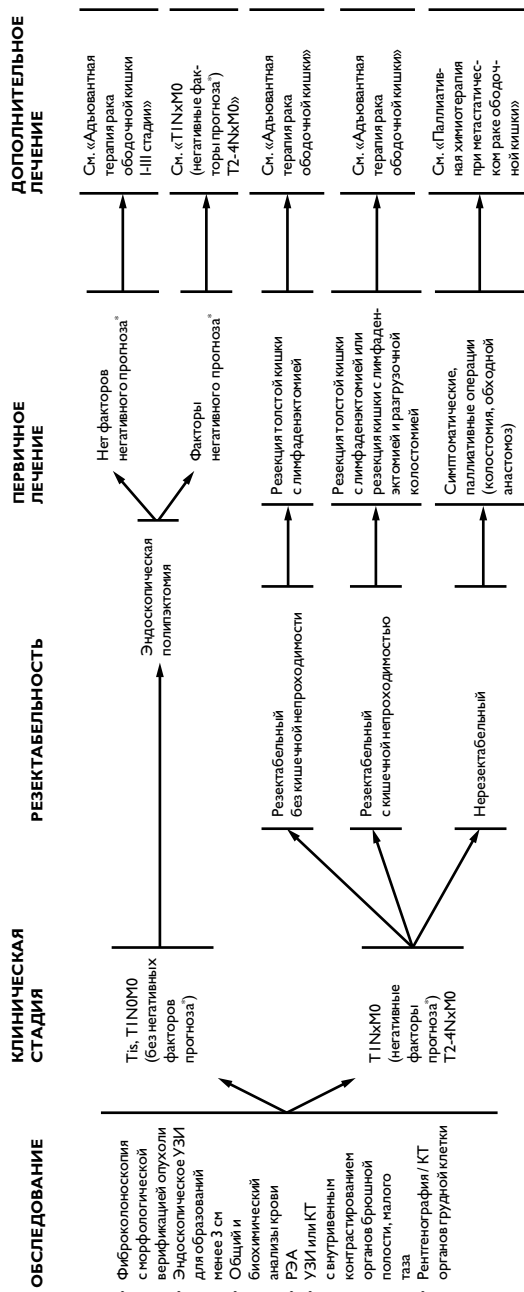 ОБСЛЕДОВАНИЕ
Фиброколоноскопия
с морфологической
верификацией опухоли
Эндоскопическое УЗИ
для образований
менее 3 см
Общий и
биохимический
анализы крови
РЭА
УЗИ или КТ
с внутривенным
контрастированием
органов брюшной
полости, малого
таза
Рентгенография / КТ
органов грудной клетки
КЛИНИЧЕСКАЯ
СТАДИЯ
Tis, T1N0M0
(без негативных
факторов
прогноза*)
T1NxM0
(негативные
факторы
прогноза*)
T2-4NxM0
РЕЗЕКТАБЕЛЬНОСТЬ
Резектабельный
без кишечной непроходимости
Резектабельный
с кишечной непроходимостью
Нерезектабельный
ПЕРВИЧНОЕ
ЛЕЧЕНИЕ
Эндоскопическая
полипэктомия
Нет факторов
негативного прогноза*
Факторы
негативного прогноза*
Резекция толстой кишки
с лимфаденэктомией
Резекция толстой кишки
с лимфаденэктомией или
резекция кишки с лимфаден-
эктомией и разгрузочной
колостомией
Симптоматические,
паллиативные операции
(колостомия, обходной
анастомоз)
ДОПОЛНИТЕЛЬНОЕ
ЛЕЧЕНИЕ
См. «Адъювантная
терапия рака
ободочной кишки
I-III стадии»
См. «T1NxM0
(негативные фак-
торы прогноза*)
T2-4NxM0»
См. «Адъювантная
терапия рака
ободочной кишки»
См. «Адъювантная
терапия рака
ободочной кишки»
См. «Паллиатив-
ная химиотерапия
при метастатичес-
ком раке ободоч-
ной кишки»